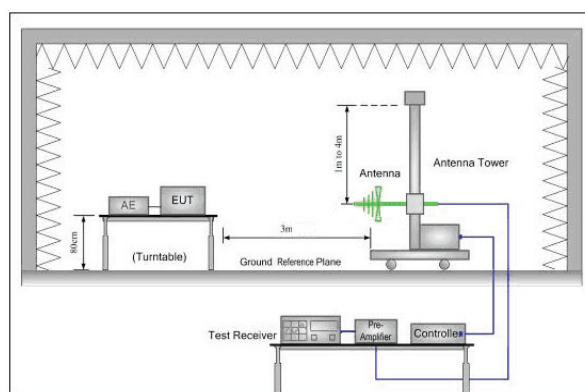 1m to 4m
Antenna
Antenna Tower
AE
EUT
80cm
(Turntable)
3m
Ground Reference Plane
Test Receiver
Pre-
Amplifier
Controller